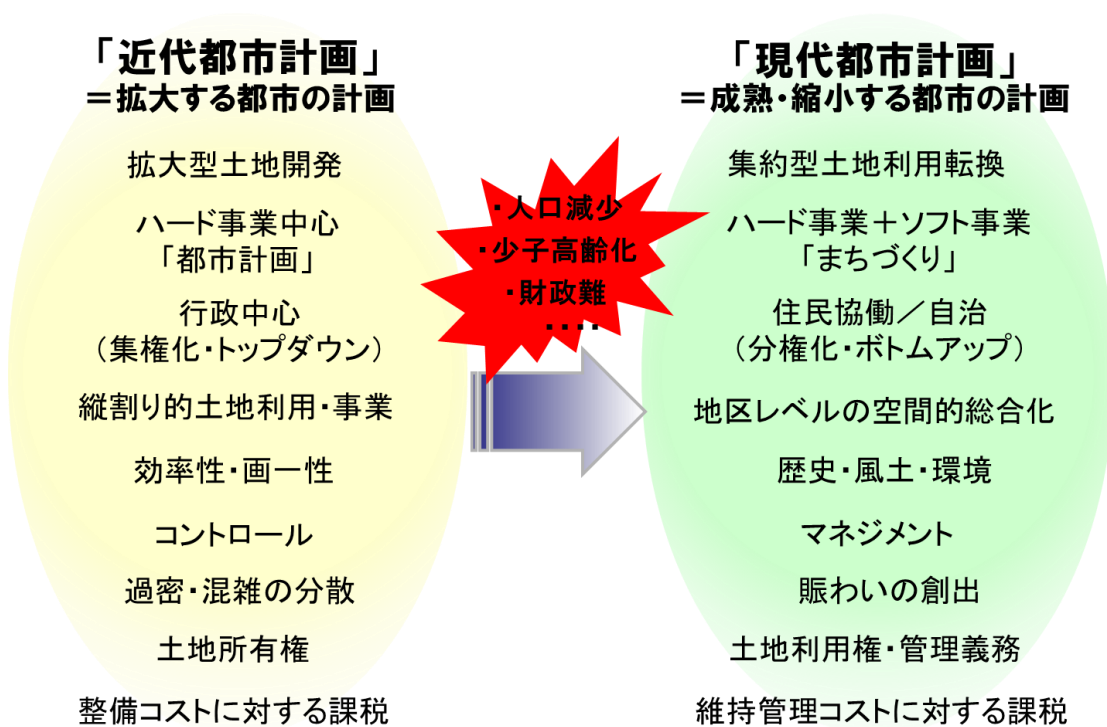 「近代都市計画」
＝拡大する都市の計画
拡大型土地開発
ハード事業中心
「都市計画」
行政中心
（集権化・トップダウン）
縦割り的土地利用・事業
効率性・画一性
コントロール
過密・混雑の分散
土地所有権
整備コストに対する課税
・人口減少
・少子高齢化
・財政難
・・・・
「現代都市計画」
＝成熟・縮小する都市の計画
集約型土地利用転換
ハード事業＋ソフト事業
「まちづくり」
住民協働／自治
（分権化・ボトムアップ）
地区レベルの空間的総合化
歴史・風土・環境
マネジメント
賑わいの創出
土地利用権・管理義務
維持管理コストに対する課税